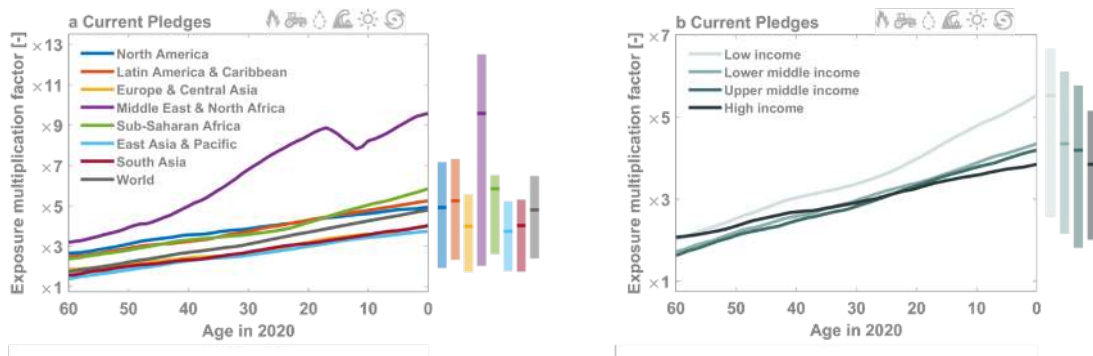 a Current Pledges
Exposure multiplication factor [-]
×13
×11
×9
×7
×5
×3
×1
North America
Latin America & Caribbean
Europe & Central Asia
Middle East & North Africa
Sub-Saharan Africa
East Asia & Pacific
South Asia
World
60 50 40 30 20 10 0
Age in 2020
b Current Pledges
Exposure multiplication factor [-]
×7
×5
×3
×1
Low income
Lower middle income
Upper middle income
High income
60 50 40 30 20 10 0
Age in 2020